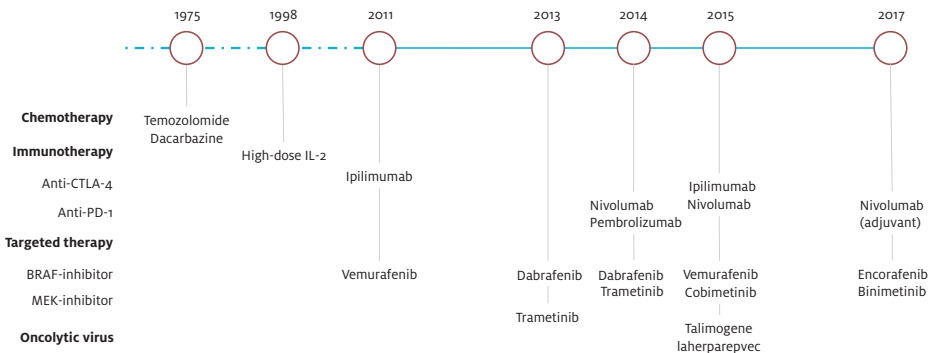 1975
1998
2011
2013
2014
2015
2017
Chemotherapy
Temozolomide
Dacarbazine
Immunotherapy
High-dose IL-2
Anti-CTLA-4
Ipilimumab
Ipilimumab
Nivolumab
Anti-PD-1
Nivolumab
Pembrolizumab
Nivolumab
(adjuvant)
Targeted therapy
BRAF-inhibitor
Vemurafenib
Dabrafenib
Dabrafenib
Trametinib
Vemurafenib
Cobimetinib
Encorafenib
Binimetinib
MEK-inhibitor
Trametinib
Oncolytic virus
Talimogene
laherparepvec